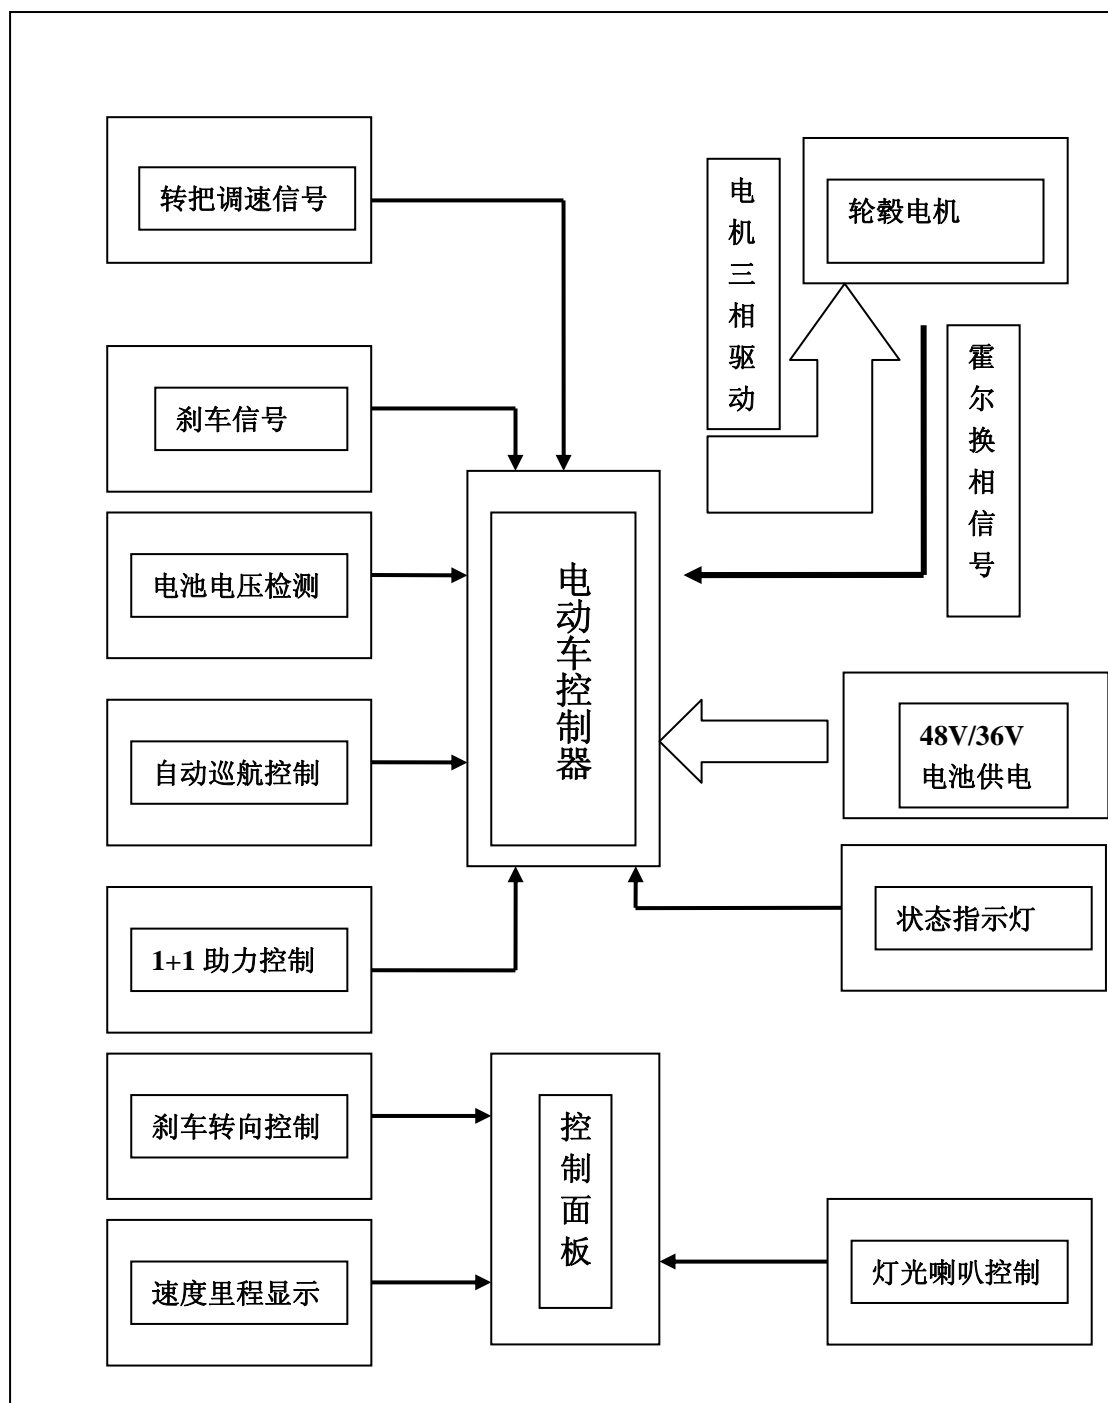 转把调速信号
电机三相驱动
轮毂电机
霍尔换相信号
刹车信号
电池电压检测
电动车控制器
自动巡航控制
48V/36V
电池供电
状态指示灯
1+1 助力控制
刹车转向控制
控制面板
速度里程显示
灯光喇叭控制